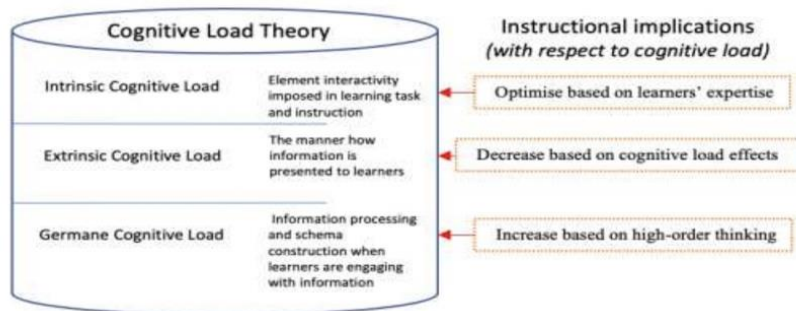 Cognitive Load Theory
Instructional implications
(with respect to cognitive load)
Intrinsic Cognitive Load
Element interactivity
imposed in learning task
and instruction
Optimise based on learners' expertise
Extrinsic Cognitive Load
The manner how
information is
presented to learners
Decrease based on cognitive load effects
Germane Cognitive Load
Information processing
and schema
construction when
learners are engaging
with information
Increase based on high-order thinking